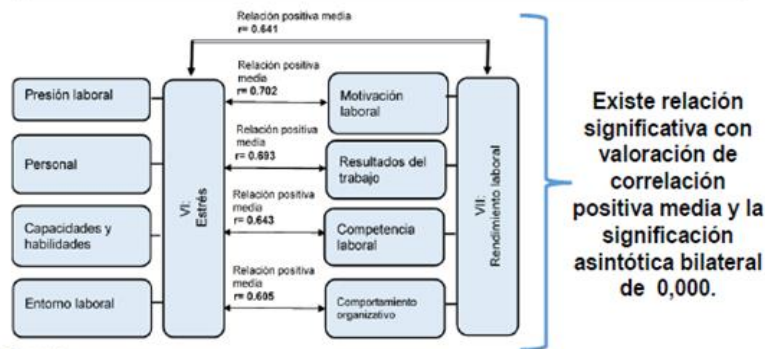 Relación positiva media
r= 0.641
Presión laboral
Personal
Capacidades y
habilidades
Entorno laboral
VI:
Estrés
Relación positiva
media
r= 0.702
Relación positiva
media
r= 0.693
Relación positiva
media
r= 0.643
Relación positiva
media
r= 0.605
Motivación
laboral
Resultados del
trabajo
Competencia
laboral
Comportamiento
organizativo
VII:
Rendimiento laboral
Existe relación
significativa con
valoración de
correlación
positiva media y la
significación
asintótica bilateral
de 0,000.